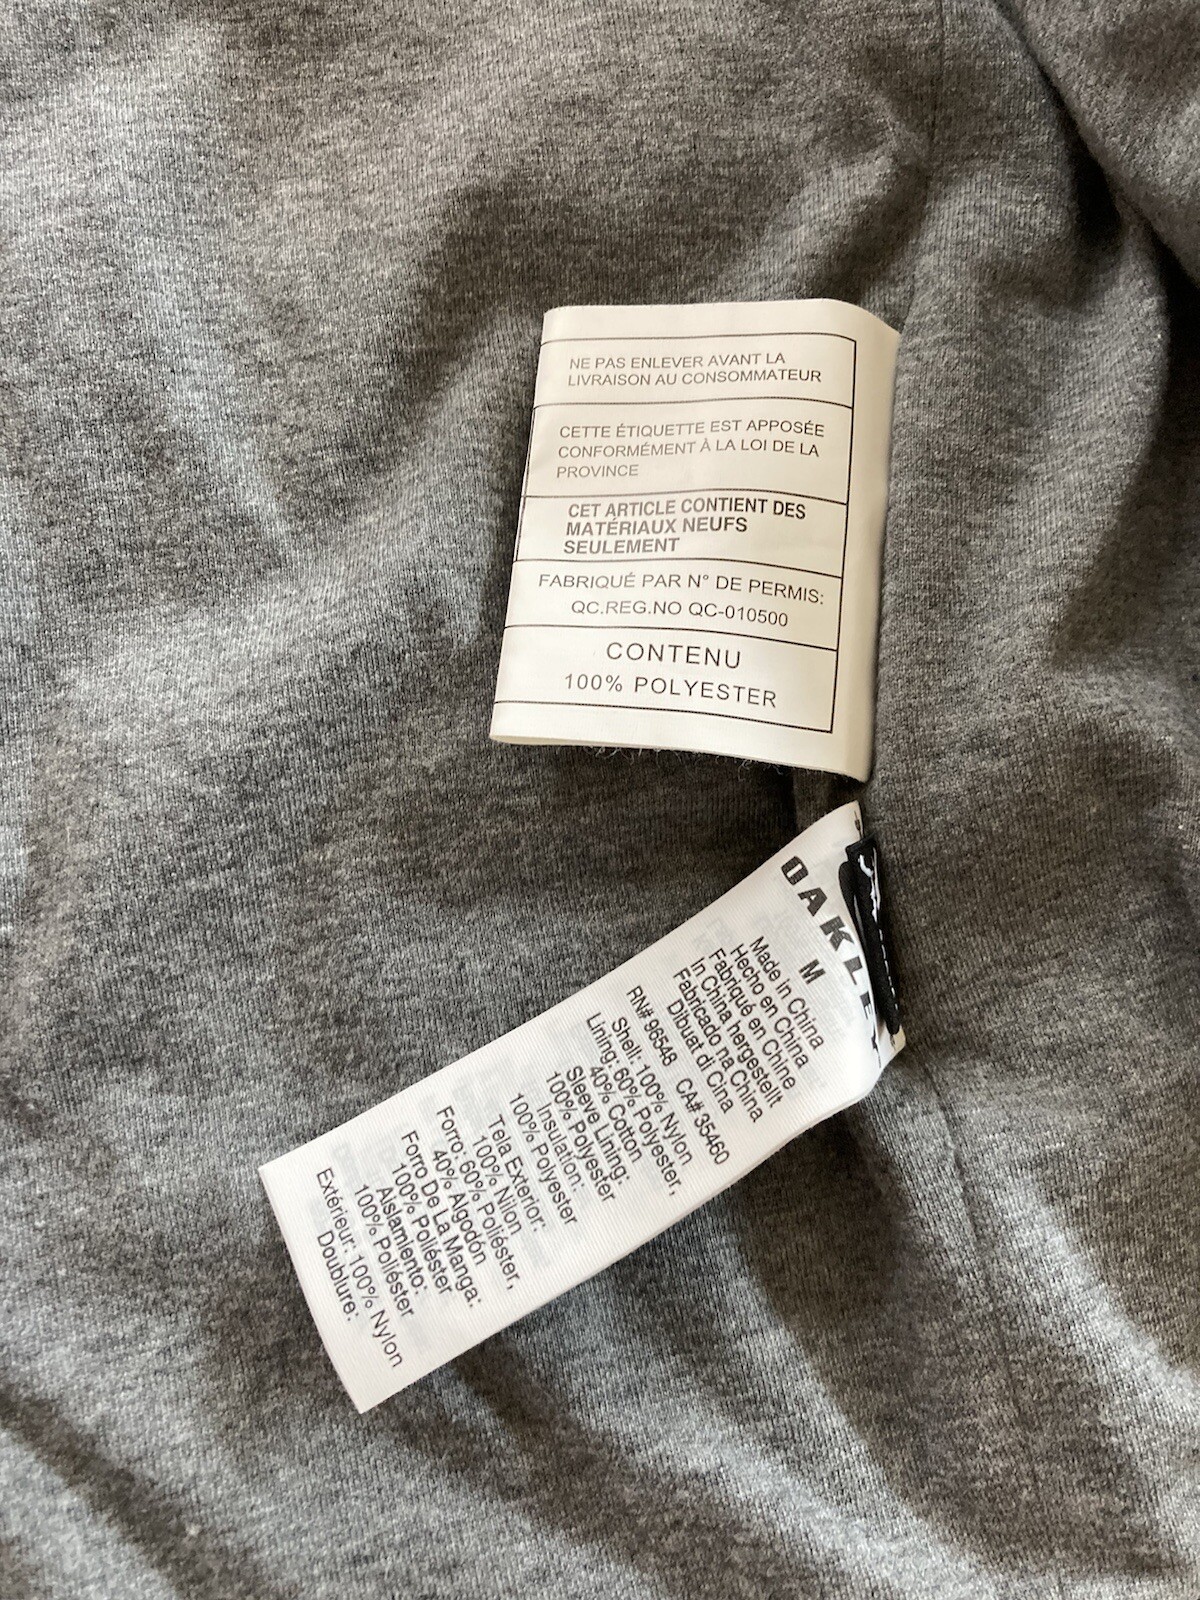 NE PAS ENLEVER AVANT LA
LIVRAISON AU CONSOMMATEUR
CETTE ÉTIQUETTE EST APPOSÉE
CONFORMÉMENT À LA LOI DE LA
PROVINCE
CET ARTICLE CONTIENT DES
MATÉRIAUX NEUFS
SEULEMENT
FABRIQUÉ PAR N° DE PERMIS:
QC.REG.NO QC-010500
CONTENU
100% POLYESTER
OAKLEY
M
Made in China
Hecho en China
Fabriqué en Chine
In China hergestellt
Fabricado na China
Dibuat di Cina
RN# 96548 CA# 35460
Shell: 100% Nylon
Lining: 60% Polyester,
40% Cotton
Sleeve Lining:
100% Polyester
Insulation:
100% Polyester
Tela Exterior:
100% Nilon
Forro: 60% Poliéster,
40% Algodón
Forro De La Manga:
100% Poliéster
Aislamiento:
100% Poliéster
Extérieur: 100% Nylon
Doublure: